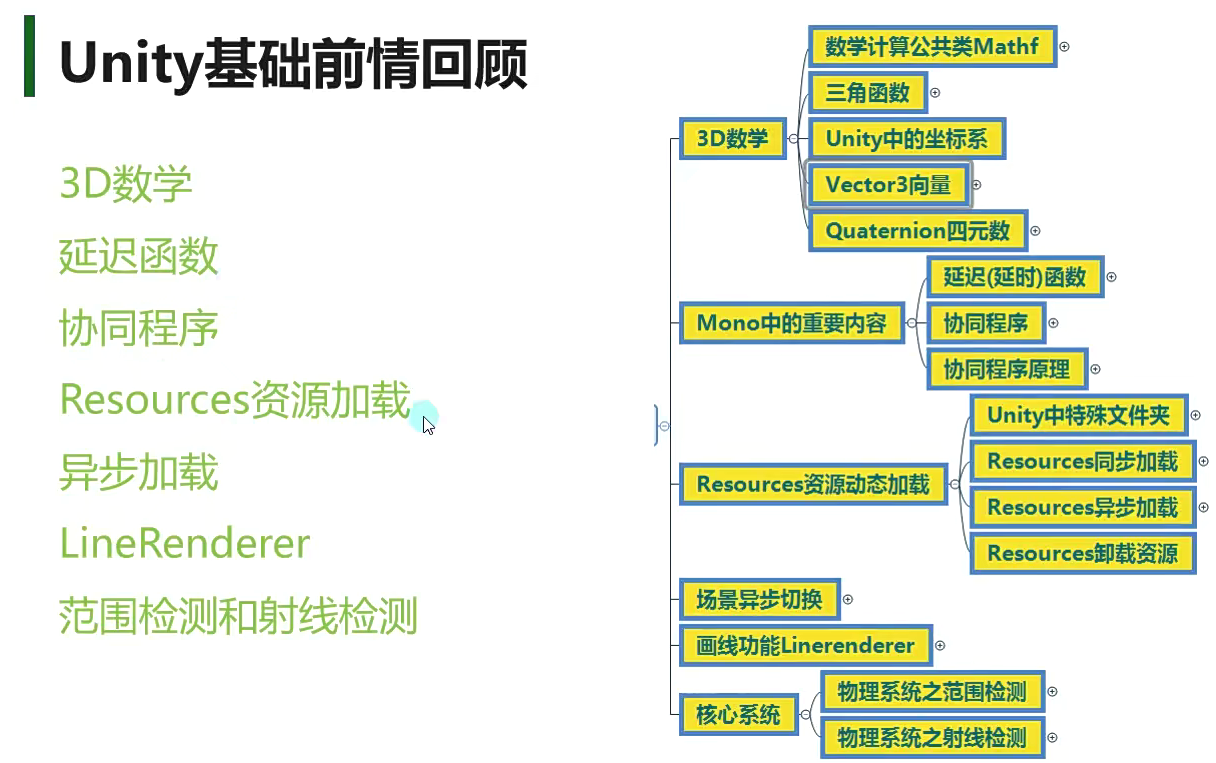 Unity基础前情回顾
3D数学
延迟函数
协同程序
Resources资源加载
异步加载
LineRenderer
范围检测和射线检测
3D数学
数学计算公共类Mathf
三角函数
Unity中的坐标系
Vector3向量
Quaternion四元数
Mono中的重要内容
延迟(延时)函数
协同程序
协同程序原理
Resources资源动态加载
Unity中特殊文件夹
Resources同步加载
Resources异步加载
Resources卸载资源
场景异步切换
画线功能Linerenderer
核心系统
物理系统之范围检测
物理系统之射线检测